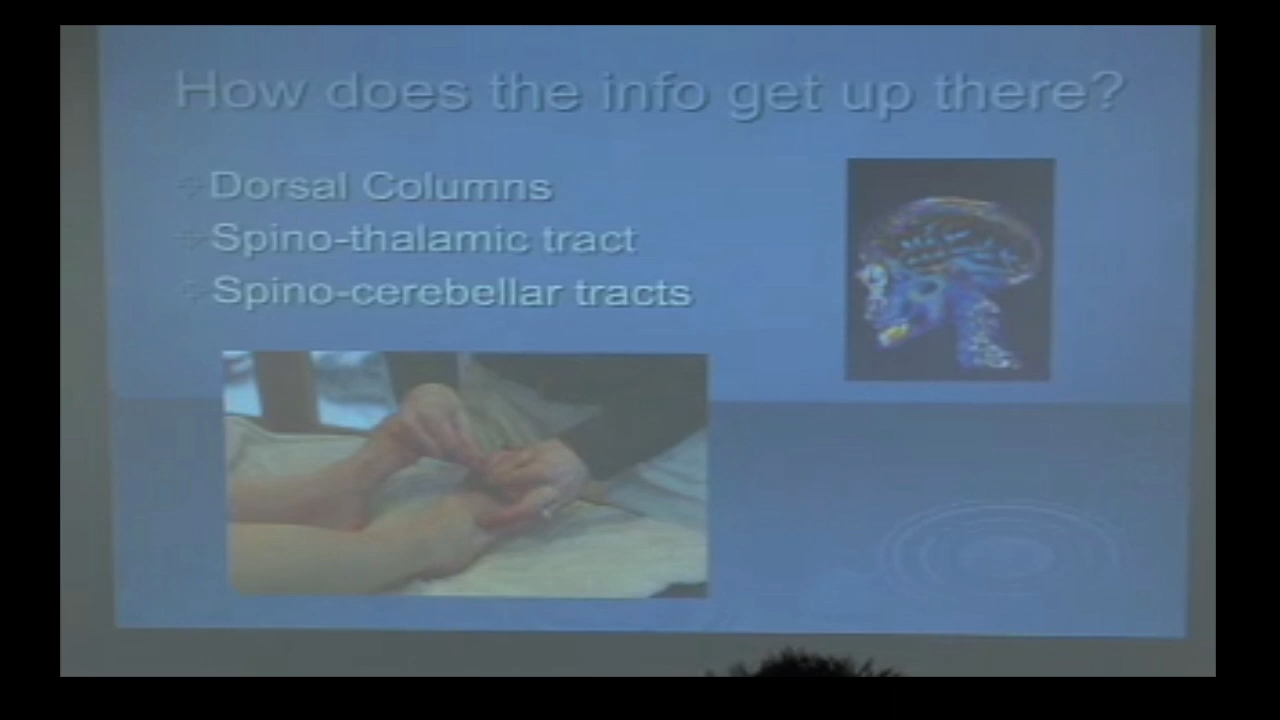 How does the info get up there?
Dorsal Columns
Spino-thalamic tract
Spino-cerebellar tracts